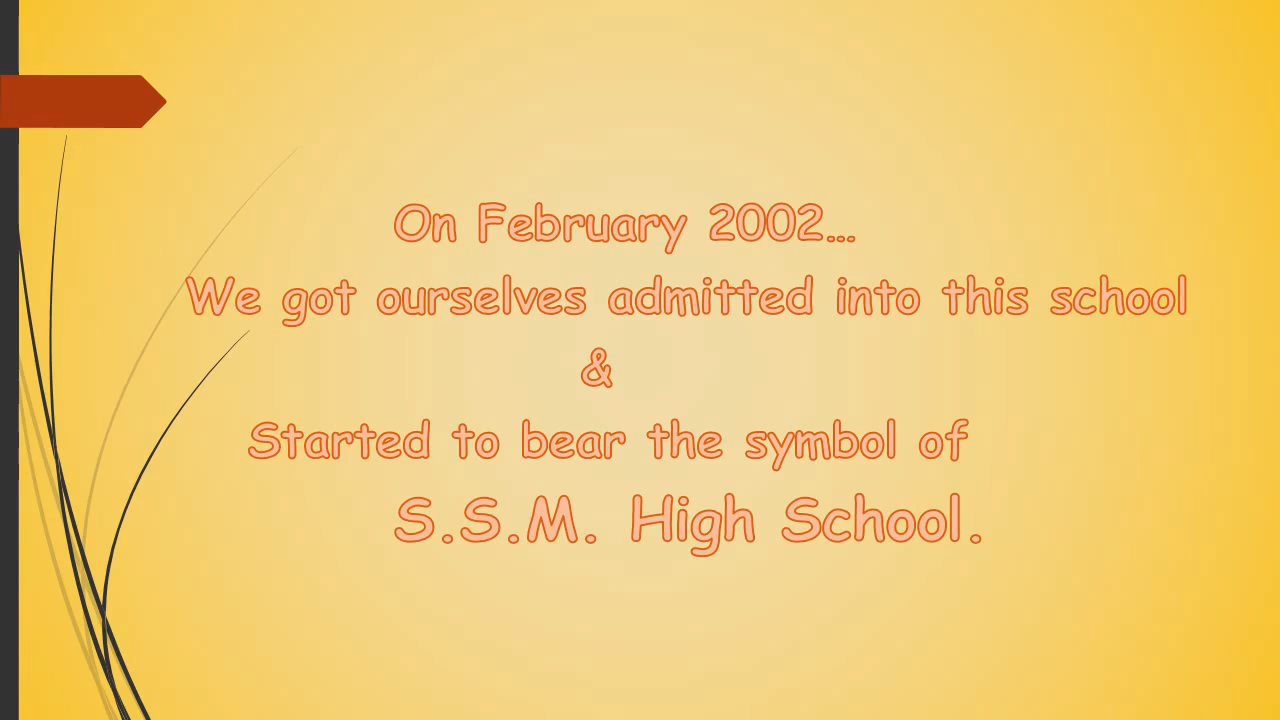 On February 2002...
We got ourselves admitted into this school
&
Started to bear the symbol of
S.S.M. High School.